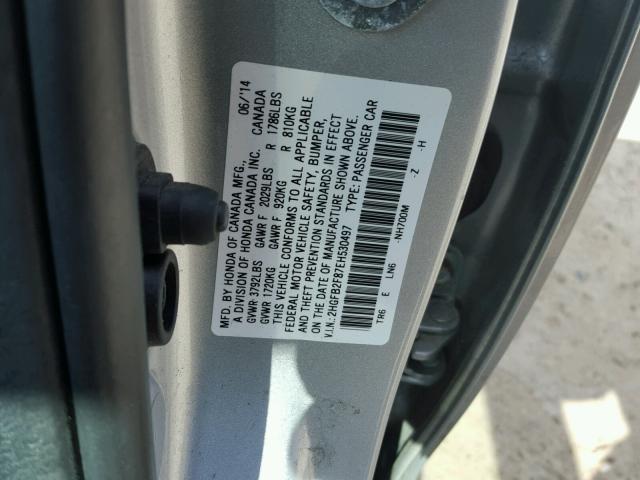 MFD. BY HONDA OF CANADA MFG., 06/'14
A DIVISION OF HONDA CANADA INC. CANADA
GVWR 3792LBS GAWR F 2029LBS R 1786LBS
GVWR 1720KG GAWR F 920KG R 810KG
THIS VEHICLE CONFORMS TO ALL APPLICABLE
FEDERAL MOTOR VEHICLE SAFETY, BUMPER,
AND THEFT PREVENTION STANDARDS IN EFFECT
ON THE DATE OF MANUFACTURE SHOWN ABOVE.
V.I.N.: 2HGFB2F87EH530497 TYPE: PASSENGER CAR
TR6 E LN6 -NH700M -Z -H